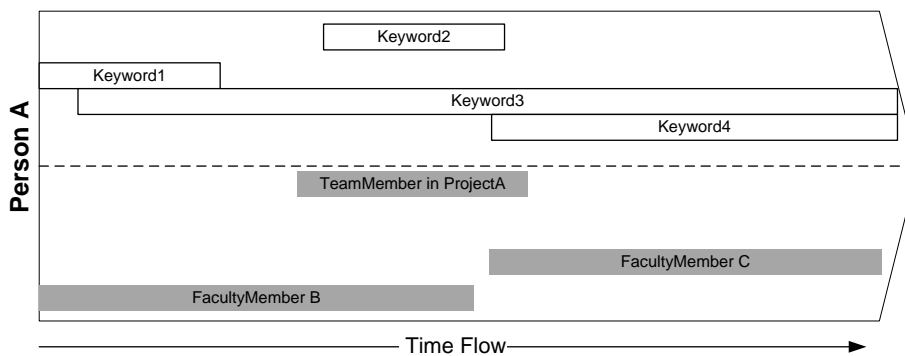 Keyword2
Keyword1
Keyword3
Keyword4
Person A
TeamMember in ProjectA
FacultyMember C
FacultyMember B
Time Flow